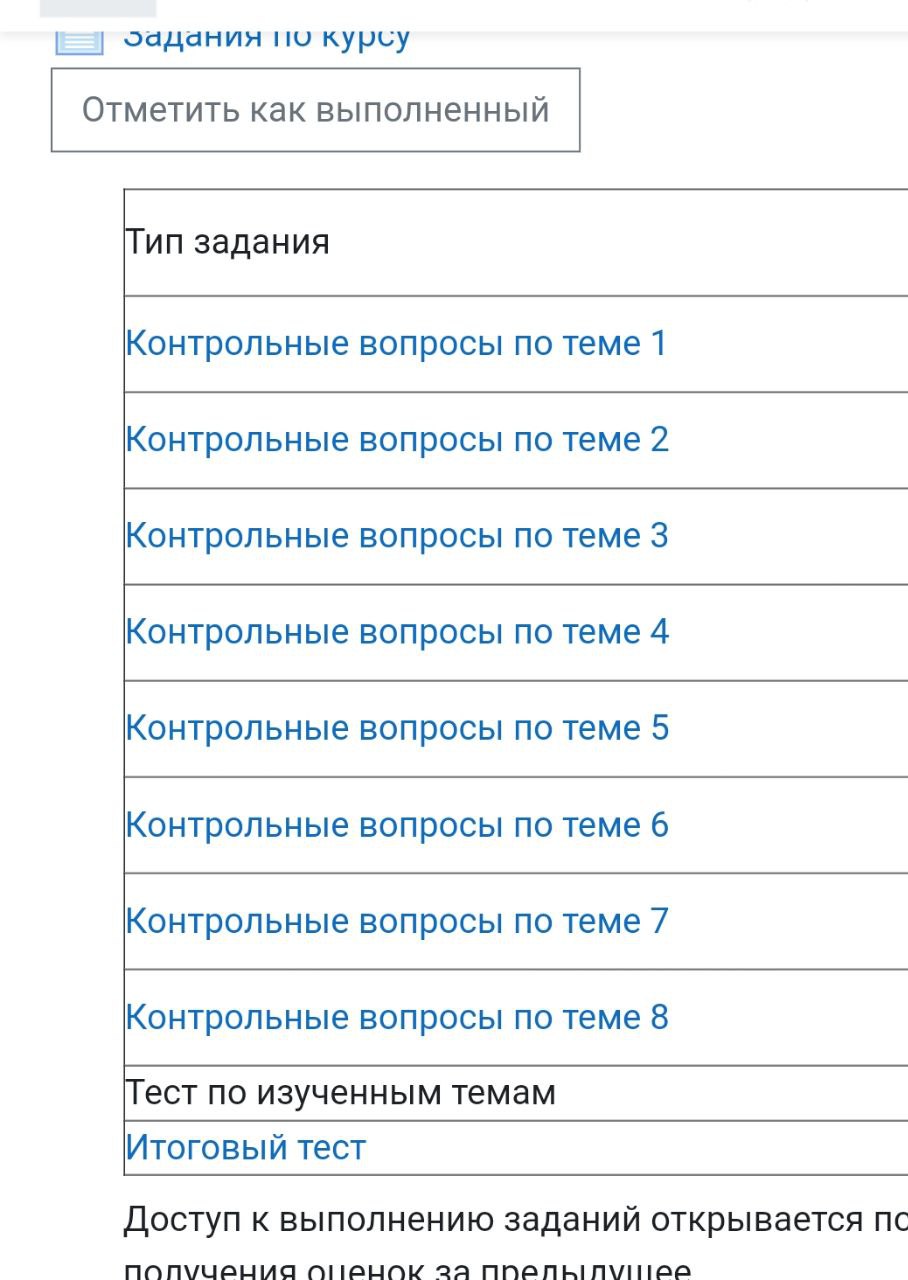 Задания по курсу
Отметить как выполненный
Тип задания
Контрольные вопросы по теме 1
Контрольные вопросы по теме 2
Контрольные вопросы по теме 3
Контрольные вопросы по теме 4
Контрольные вопросы по теме 5
Контрольные вопросы по теме 6
Контрольные вопросы по теме 7
Контрольные вопросы по теме 8
Тест по изученным темам
Итоговый тест
Доступ к выполнению заданий открывается по
получения оценок за предыдущее